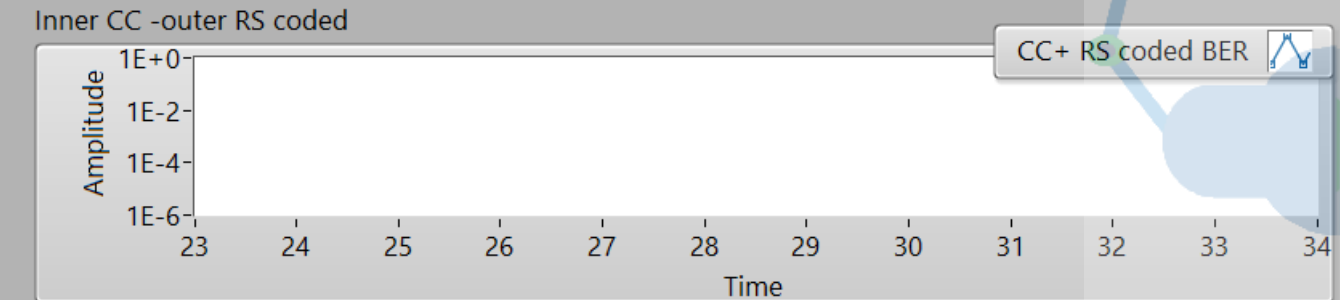 Inner CC -outer RS coded
CC+ RS coded BER
1E+0
1E-2
1E-4
1E-6
Amplitude
23 24 25 26 27 28 29 30 31 32 33 34
Time